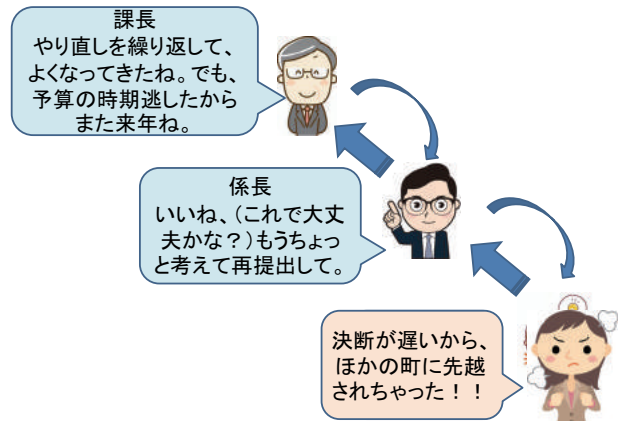 課長
やり直しを繰り返して、
よくなってきたね。でも、
予算の時期逃したから
また来年ね。
係長
いいね、(これで大丈
夫かな？)もうちょっ
と考えて再提出して。
決断が遅いから、
ほかの町に先越
されちゃった！！